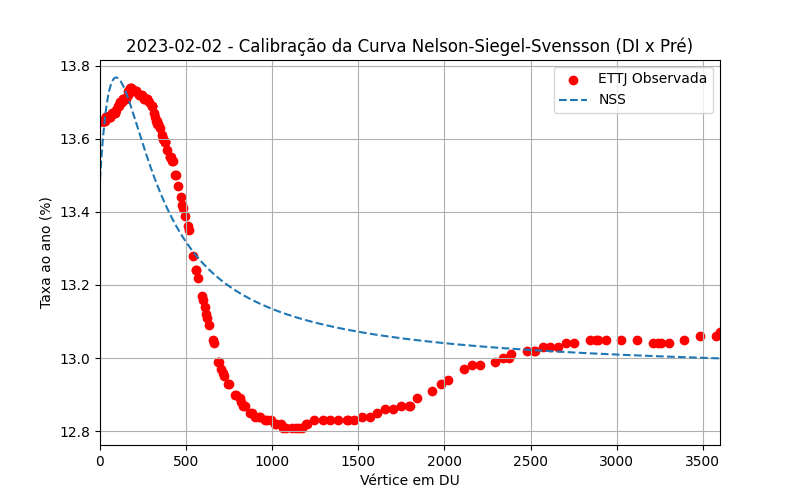 2023-02-02 - Calibração da Curva Nelson-Siegel-Svensson (DI x Pré)
ETTJ Observada
NSS
Taxa ao ano (%)
13.8
13.6
13.4
13.2
13.0
12.8
0 500 1000 1500 2000 2500 3000 3500
Vértice em DU